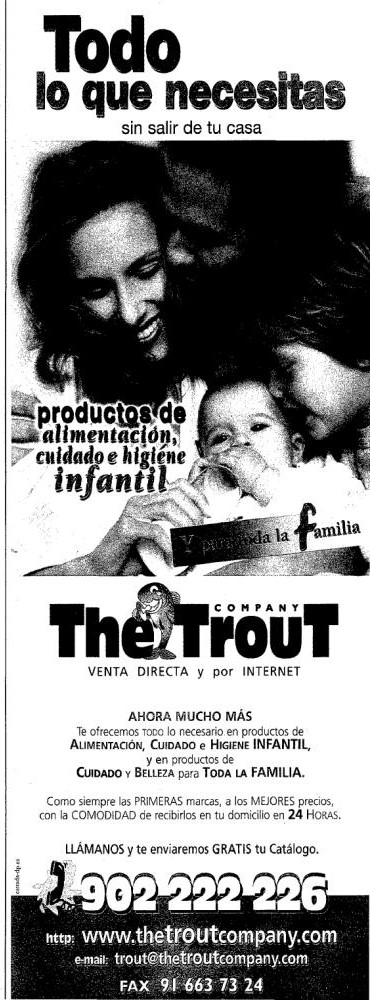 Todo
lo que necesitas
sin salir de tu casa
productos de
alimentación,
cuidado e higiene
infantil
Y para toda la familia
COMPANY
The TrouT
VENTA DIRECTA y por INTERNET
AHORA MUCHO MÁS
Te ofrecemos TODO lo necesario en productos de
ALIMENTACIÓN, CUIDADO e HIGIENE INFANTIL,
y en productos de
CUIDADO Y BELLEZA para TODA LA FAMILIA.
Como siempre las PRIMERAS marcas, a los MEJORES precios,
con la COMODIDAD de recibirlos en tu domicilio en 24 HORAS.
LLÁMANOS y te enviaremos GRATIS tu Catálogo.
902 222 226
http: www.thetroutcompany.com
e-mail: trout@thetroutcompany.com
FAX 91 663 73 24